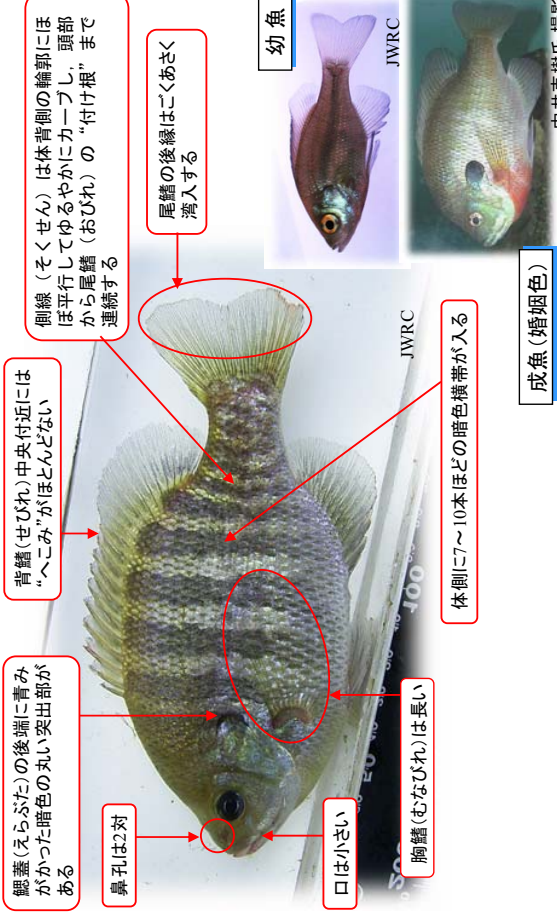 鰓蓋(えらぶた)の後端に青み
がかった暗色の丸い突出部が
ある
背鰭(せびれ)中央付近には
“へこみ”がほとんどない
側線(そくせん)は体背側の輪郭にほ
ぼ平行してゆるやかにカーブし、頭部
から尾鰭(おびれ)の“付け根”まで
連続する
尾鰭の後縁はごくあさく
湾入する
鼻孔は2対
口は小さい
胸鰭(むなびれ)は長い
体側に7～10本ほどの暗色横帯が入る
JWRC
幼魚
JWRC
成魚(婚姻色)
100